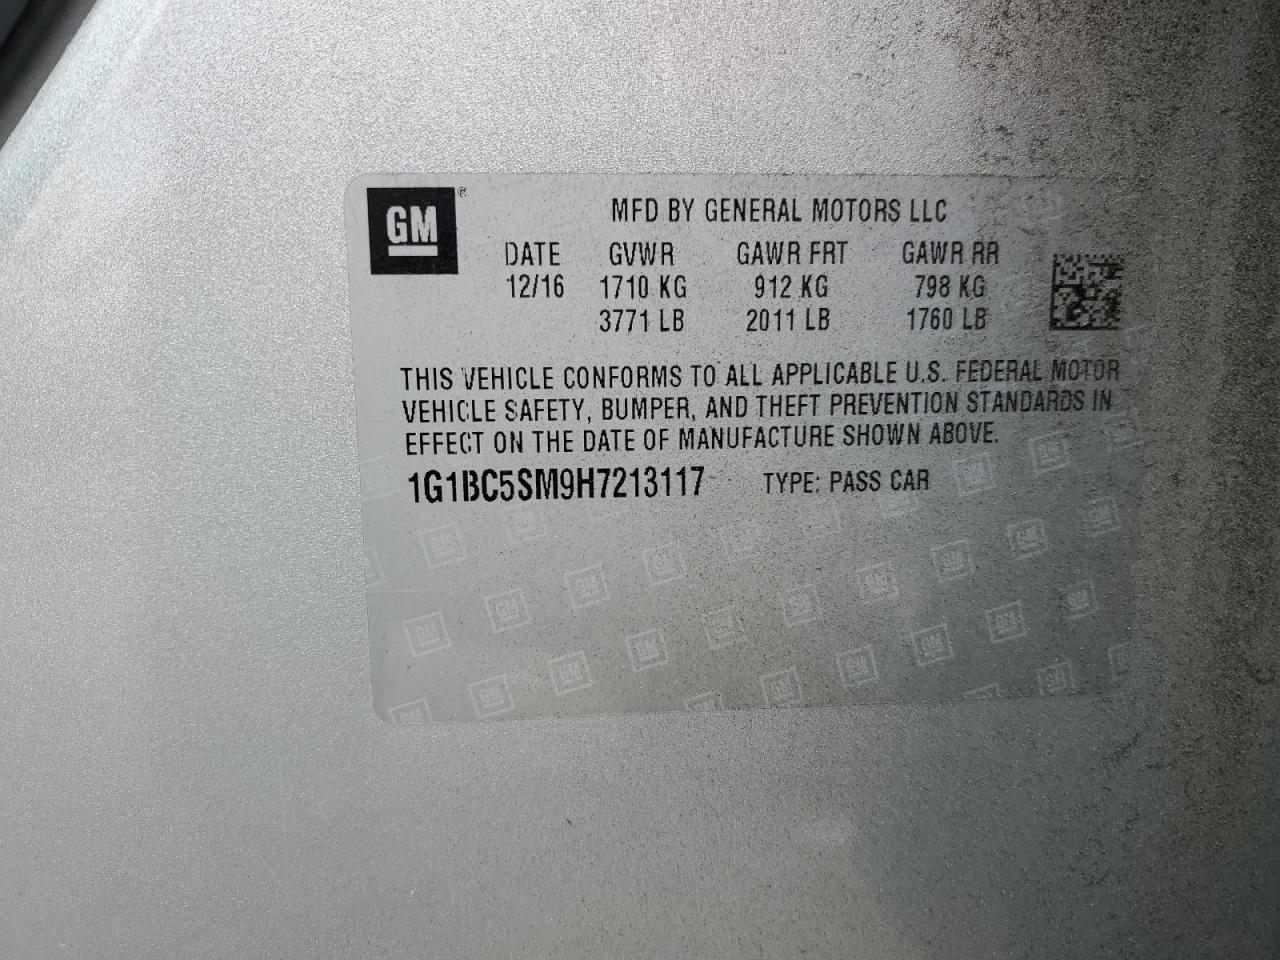 GM®
MFD BY GENERAL MOTORS LLC
DATE GVWR GAWR FRT GAWR RR
12/16 1710 KG 912 KG 798 KG
3771 LB 2011 LB 1760 LB
THIS VEHICLE CONFORMS TO ALL APPLICABLE U.S. FEDERAL MOTOR
VEHICLE SAFETY, BUMPER, AND THEFT PREVENTION STANDARDS IN
EFFECT ON THE DATE OF MANUFACTURE SHOWN ABOVE.
1G1BC5SM9H7213117 TYPE: PASS CAR